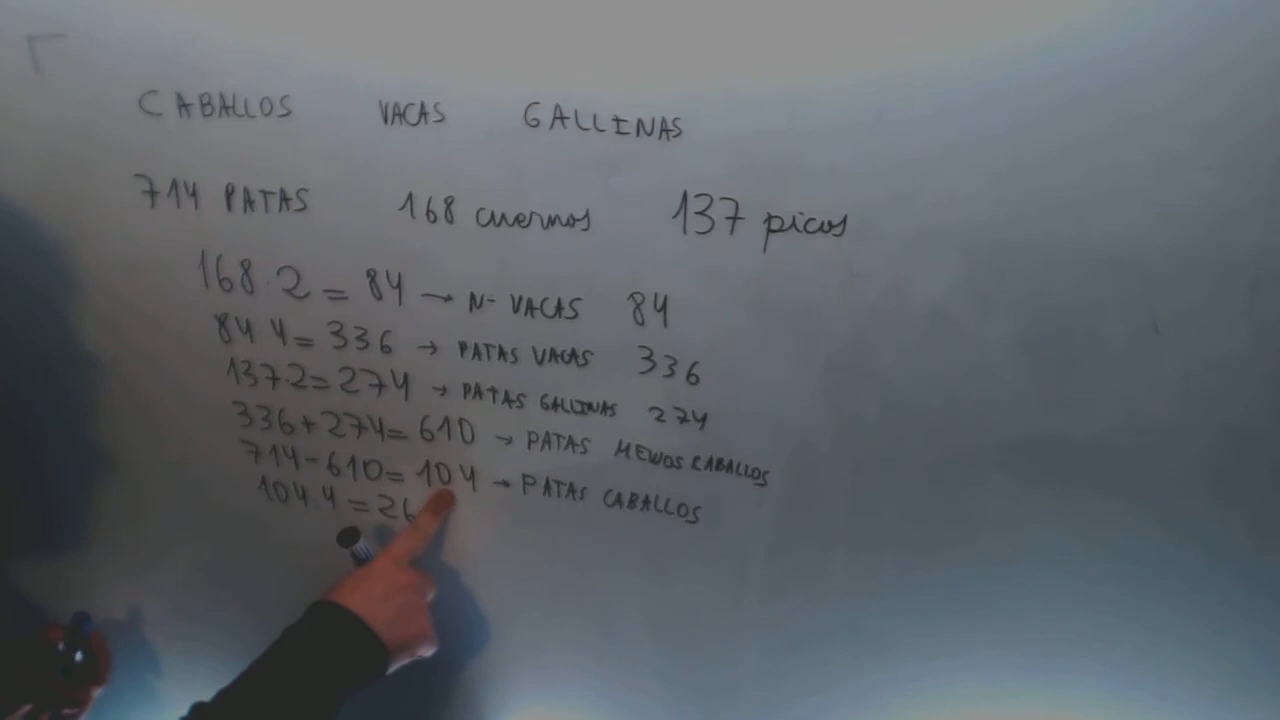 CABALLOS VACAS GALLINAS
714 PATAS 168 cuernos 137 picos
168.2 = 84 → Nº VACAS 84
84 4 = 336 → PATAS VACAS 336
137.2 = 274 → PATAS GALLINAS 274
336+274= 610 → PATAS MENOS CABALLOS
714-610= 104 → PATAS CABALLOS
104.4 = 26